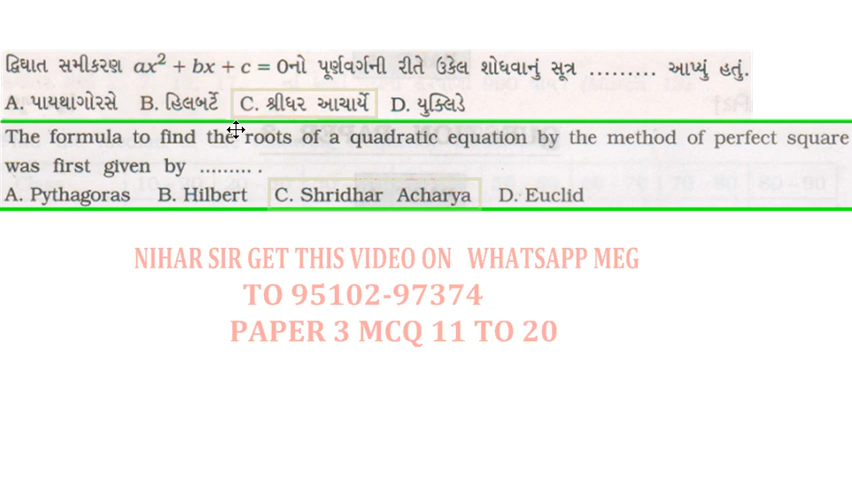 દ્વિઘાત સમીકરણ ax² + bx + c = 0નો પૂર્ણવર્ગની રીતે ઉકેલ શોધવાનું સૂત્ર ......... આપ્યું હતું.
A. પાયથાગોરસે B. હિલબર્ટે C. શ્રીધર આચાર્યે D. યુક્લિડે
The formula to find the roots of a quadratic equation by the method of perfect square
was first given by ......... .
A. Pythagoras B. Hilbert C. Shridhar Acharya D. Euclid
NIHAR SIR GET THIS VIDEO ON WHATSAPP MEG
TO 95102-97374
PAPER 3 MCQ 11 TO 20